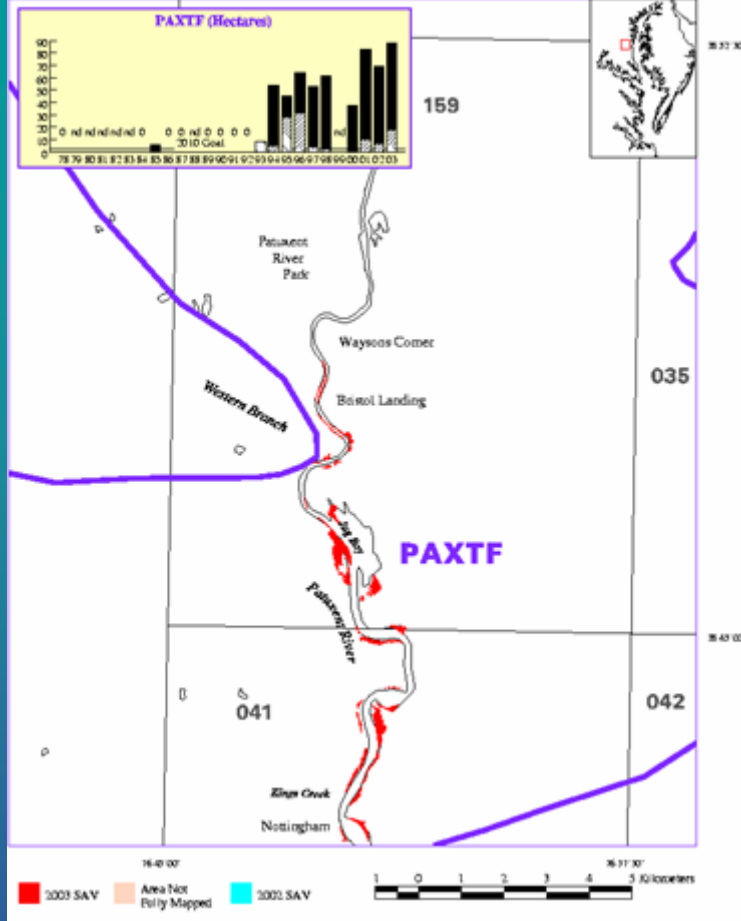 PAXTF (Hectares)
90
80
70
60
50
40
30
20
10
0
0 nd nd nd nd nd 0 0 0 nd 0 0 0 0 0 nd
2010 Goal
78 79 80 81 82 83 84 85 86 87 88 89 90 91 92 93 94 95 96 97 98 99 00 01 02 03
159
Patuxent
River
Park
Waysons Corner
035
Bristol Landing
Western Branch
Jug Bay
PAXTF
Patuxent River
041
042
Kings Creek
Nottingham
1 0 1 2 3 4 5 Kilometers
2003 SAV
Area Not
Fully Mapped
2002 SAV